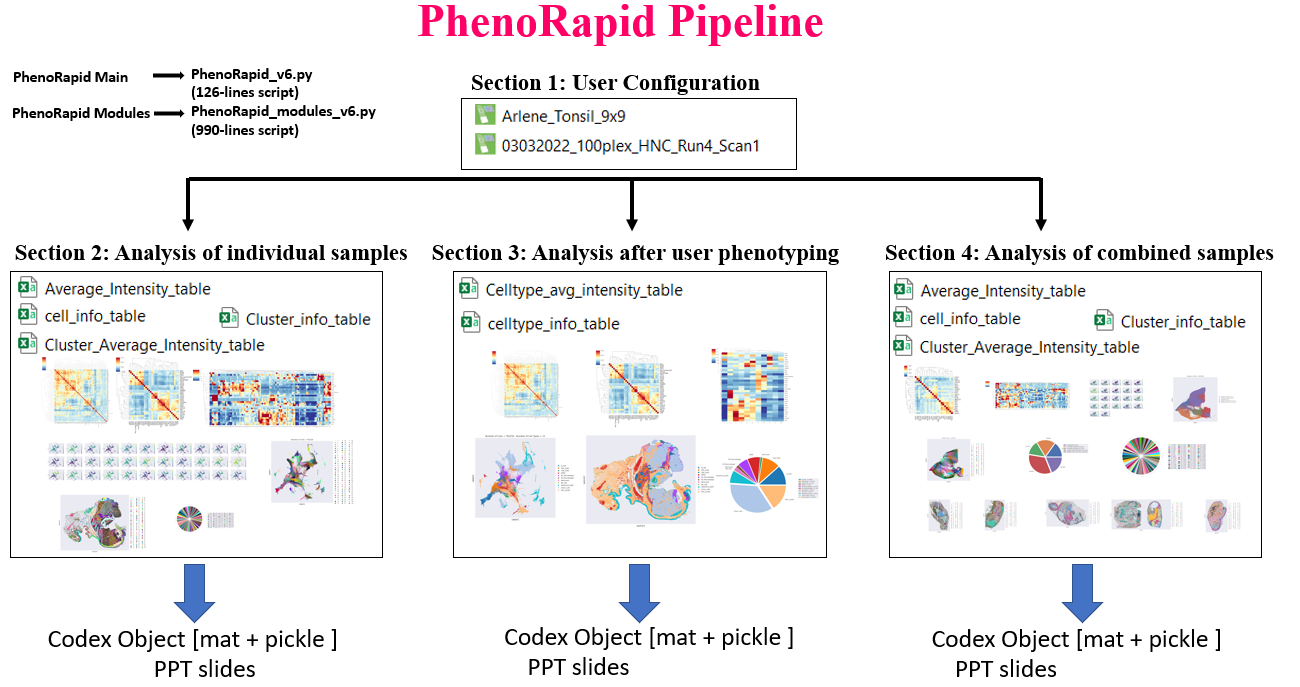 PhenoRapid Pipeline
PhenoRapid Main
PhenoRapid_v6.py
(126-lines script)
PhenoRapid Modules
PhenoRapid_modules_v6.py
(990-lines script)
Section 1: User Configuration
Arlene_Tonsil_9x9
03032022_100plex_HNC_Run4_Scan1
Section 2: Analysis of individual samples
Average_Intensity_table
cell_info_table
Cluster_info_table
Cluster_Average_Intensity_table
Codex Object [mat + pickle ]
PPT slides
Section 3: Analysis after user phenotyping
Celltype_avg_intensity_table
celltype_info_table
Codex Object [mat + pickle ]
PPT slides
Section 4: Analysis of combined samples
Average_Intensity_table
cell_info_table
Cluster_info_table
Cluster_Average_Intensity_table
Codex Object [mat + pickle ]
PPT slides